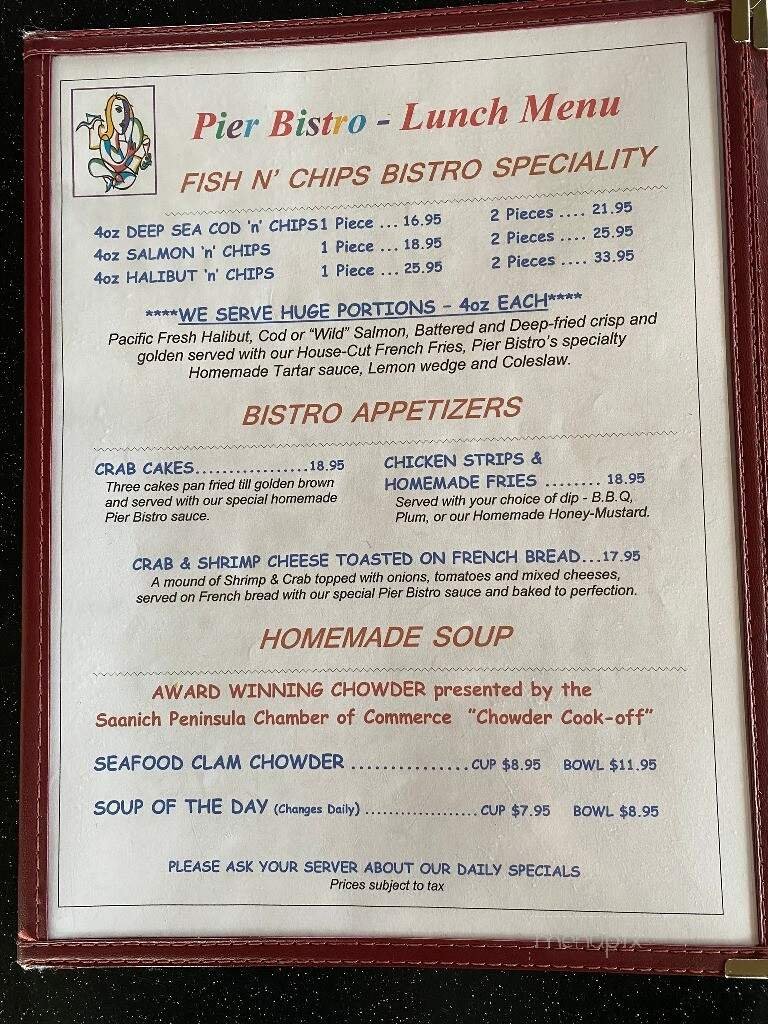 Pier Bistro - Lunch Menu
FISH N' CHIPS BISTRO SPECIALITY
4oz DEEP SEA COD 'n' CHIPS 1 Piece ... 16.95 2 Pieces .... 21.95
4oz SALMON 'n' CHIPS 1 Piece ... 18.95 2 Pieces .... 25.95
4oz HALIBUT 'n' CHIPS 1 Piece ... 25.95 2 Pieces .... 33.95
****WE SERVE HUGE PORTIONS - 4oz EACH****
Pacific Fresh Halibut, Cod or "Wild" Salmon, Battered and Deep-fried crisp and
golden served with our House-Cut French Fries, Pier Bistro's specialty
Homemade Tartar sauce, Lemon wedge and Coleslaw.
BISTRO APPETIZERS
CRAB CAKES.................18.95
Three cakes pan fried till golden brown
and served with our special homemade
Pier Bistro sauce.
CHICKEN STRIPS &
HOMEMADE FRIES ........ 18.95
Served with your choice of dip - B.B.Q,
Plum, or our Homemade Honey-Mustard.
CRAB & SHRIMP CHEESE TOASTED ON FRENCH BREAD...17.95
A mound of Shrimp & Crab topped with onions, tomatoes and mixed cheeses,
served on French bread with our special Pier Bistro sauce and baked to perfection.
HOMEMADE SOUP
AWARD WINNING CHOWDER presented by the
Saanich Peninsula Chamber of Commerce "Chowder Cook-off"
SEAFOOD CLAM CHOWDER ...............CUP $8.95 BOWL $11.95
SOUP OF THE DAY (Changes Daily) ...................CUP $7.95 BOWL $8.95
PLEASE ASK YOUR SERVER ABOUT OUR DAILY SPECIALS
Prices subject to tax
menupix